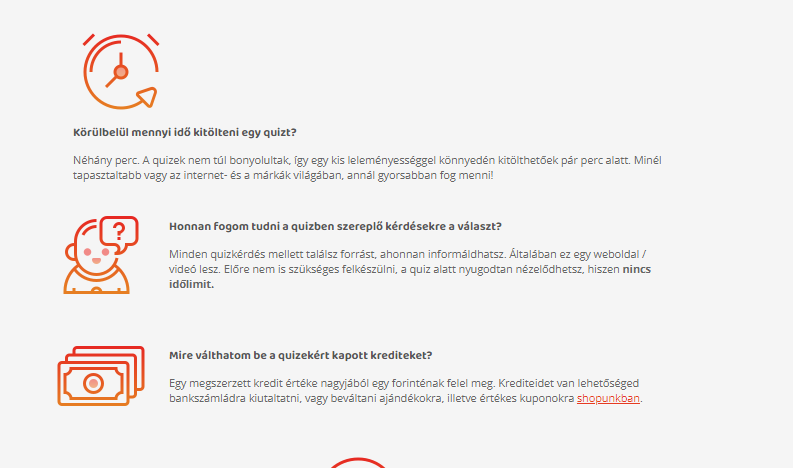 Körülbelül mennyi idő kitölteni egy quizt?
Néhány perc. A quizek nem túl bonyolultak, így egy kis leleményességgel könnyedén kitölthetőek pár perc alatt. Minél
tapasztaltabb vagy az internet- és a márkák világában, annál gyorsabban fog menni!
?
Honnan fogom tudni a quizben szereplő kérdésekre a választ?
Minden quizkérdés mellett találsz forrást, ahonnan informáldhatsz. Általában ez egy weboldal /
videó lesz. Előre nem is szükséges felkészülni, a quiz alatt nyugodtan nézelődhetsz, hiszen nincs
időlimit.
Mire válthatom be a quizekért kapott krediteket?
Egy megszerzett kredit értéke nagyjából egy forinténak felel meg. Krediteidet van lehetőséged
bankszámládra kiutaltatni, vagy beváltani ajándékokra, illetve értékes kuponokra shopunkban.